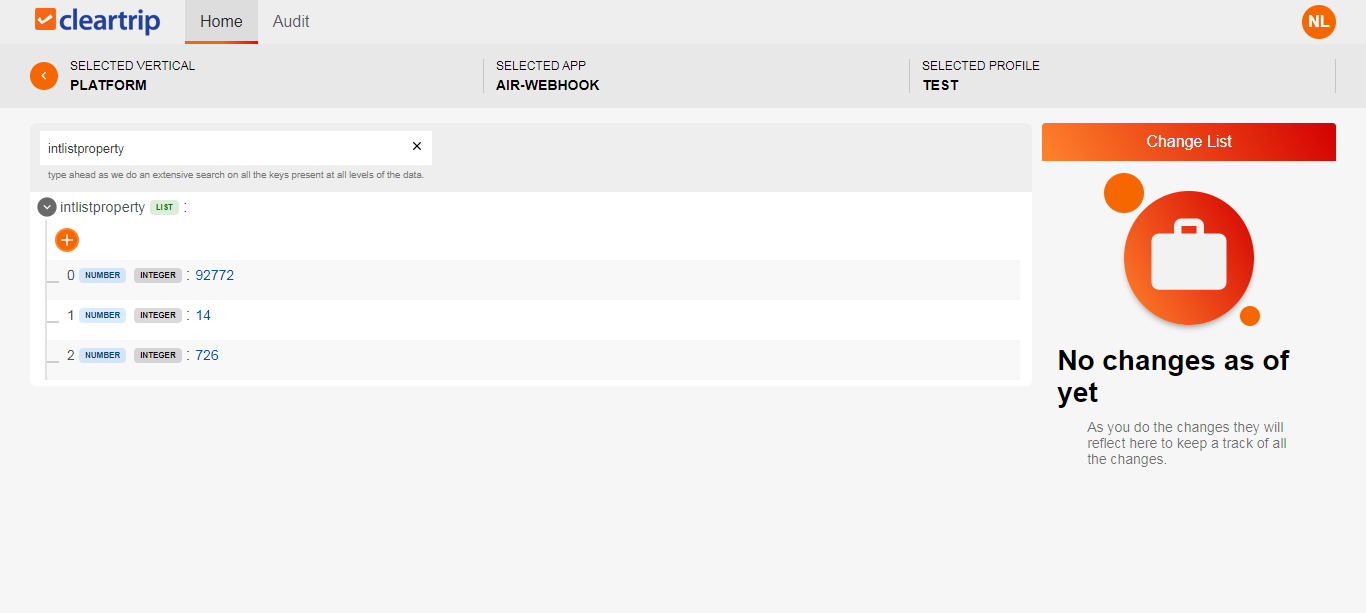 cleartrip
Home
Audit
NL
SELECTED VERTICAL
PLATFORM
SELECTED APP
AIR-WEBHOOK
SELECTED PROFILE
TEST
intlistproperty
type ahead as we do an extensive search on all the keys present at all levels of the data.
intlistproperty LIST :
0 NUMBER INTEGER : 92772
1 NUMBER INTEGER : 14
2 NUMBER INTEGER : 726
Change List
No changes as of
yet
As you do the changes they will
reflect here to keep a track of all
the changes.